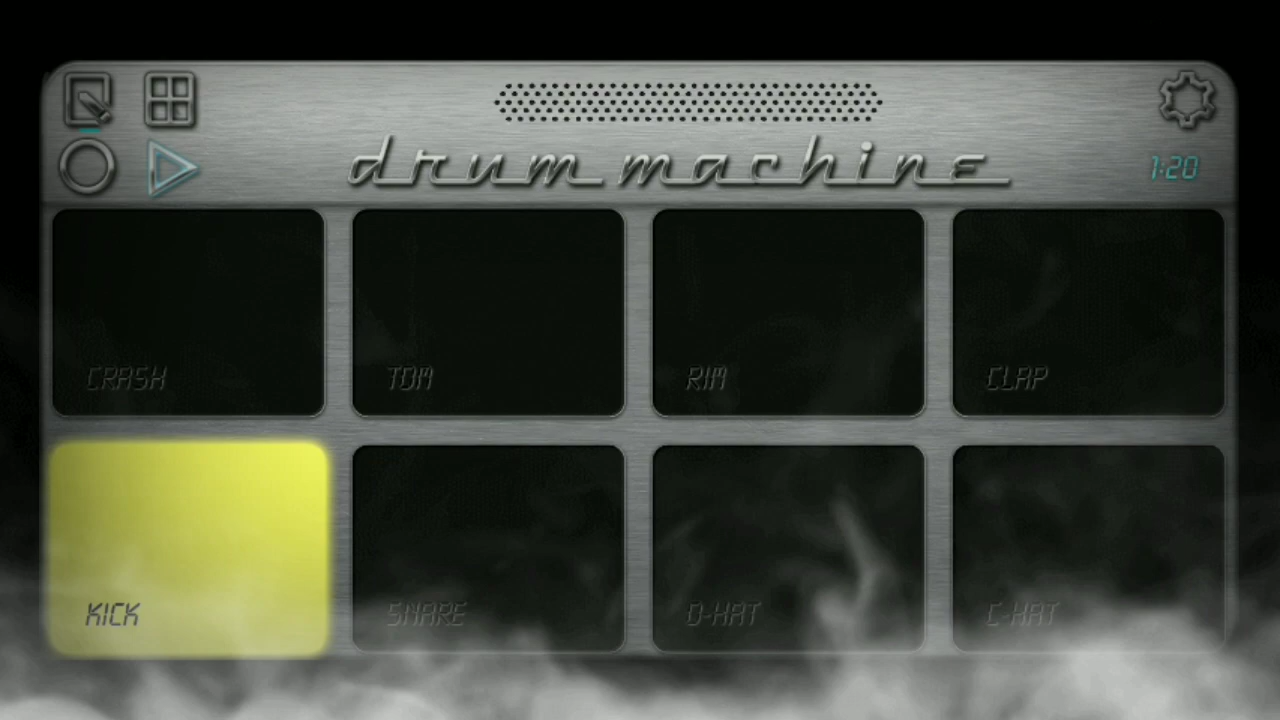 drum machine
1:20
CRASH
TOM
RIM
CLAP
KICK
SNARE
O-HAT
C-HAT